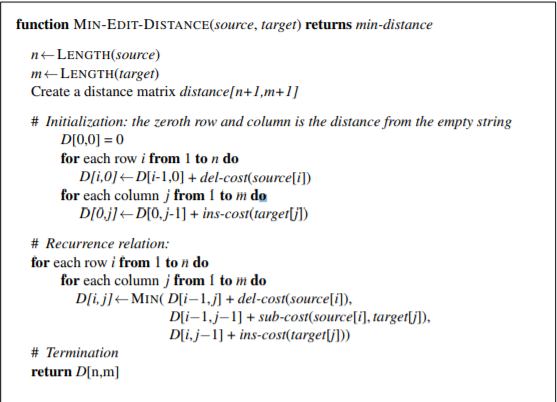 function MIN-EDIT-DISTANCE(source, target) returns min-distance
n←LENGTH(source)
m←LENGTH(target)
Create a distance matrix distance[n+1,m+1]
# Initialization: the zeroth row and column is the distance from the empty string
D[0,0] = 0
for each row i from 1 to n do
D[i,0]←D[i-1,0] + del-cost(source[i])
for each column j from 1 to m do
D[0,j]←D[0,j-1] + ins-cost(target[j])
# Recurrence relation:
for each row i from 1 to n do
for each column j from 1 to m do
D[i,j]←MIN( D[i−1,j] + del-cost(source[i]),
D[i−1,j−1] + sub-cost(source[i],target[j]),
D[i,j−1] + ins-cost(target[j]))
# Termination
return D[n,m]